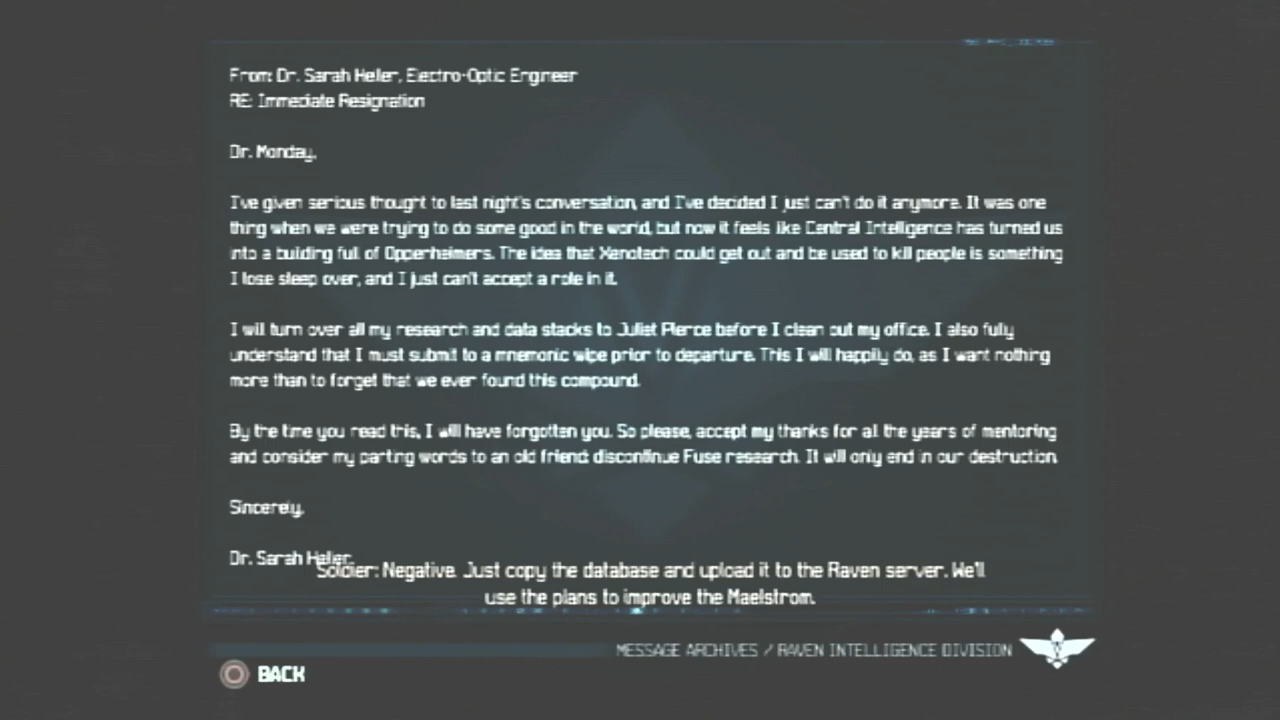 From: Dr. Sarah Heller, Electro-Optic Engineer
RE: Immediate Resignation
Dr. Monday,
I've given serious thought to last night's conversation, and I've decided I just can't do it anymore. It was one
thing when we were trying to do some good in the world, but now it feels like Central Intelligence has turned us
into a building full of Oppenheimers. The idea that Xenotech could get out and be used to kill people is something
I lose sleep over, and I just can't accept a role in it.
I will turn over all my research and data stacks to Juliet Pierce before I clean out my office. I also fully
understand that I must submit to a mnemonic wipe prior to departure. This I will happily do, as I want nothing
more than to forget that we ever found this compound.
By the time you read this, I will have forgotten you. So please, accept my thanks for all the years of mentoring
and consider my parting words to an old friend: discontinue Fuse research. It will only end in our destruction.
Sincerely,
Dr. Sarah Heller
Soldier: Negative. Just copy the database and upload it to the Raven server. We'll
use the plans to improve the Maelstrom.
MESSAGE ARCHIVES / RAVEN INTELLIGENCE DIVISION
BACK